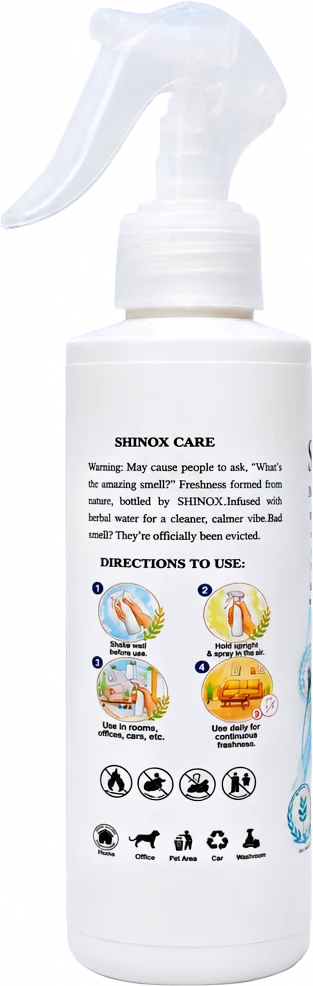 SHINOX CARE
Warning: May cause people to ask, “What's
the amazing smell?” Freshness formed from
nature, bottled by SHINOX.Infused with
herbal water for a cleaner, calmer vibe.Bad
smell? They're officially been evicted.
DIRECTIONS TO USE:
1
Shake well
before use.
2
Hold upright
& spray in the air.
3
Use in rooms,
offices, cars, etc.
4
Use daily for
continuous
freshness.
Home
Office
Pet Area
Car
Washroom